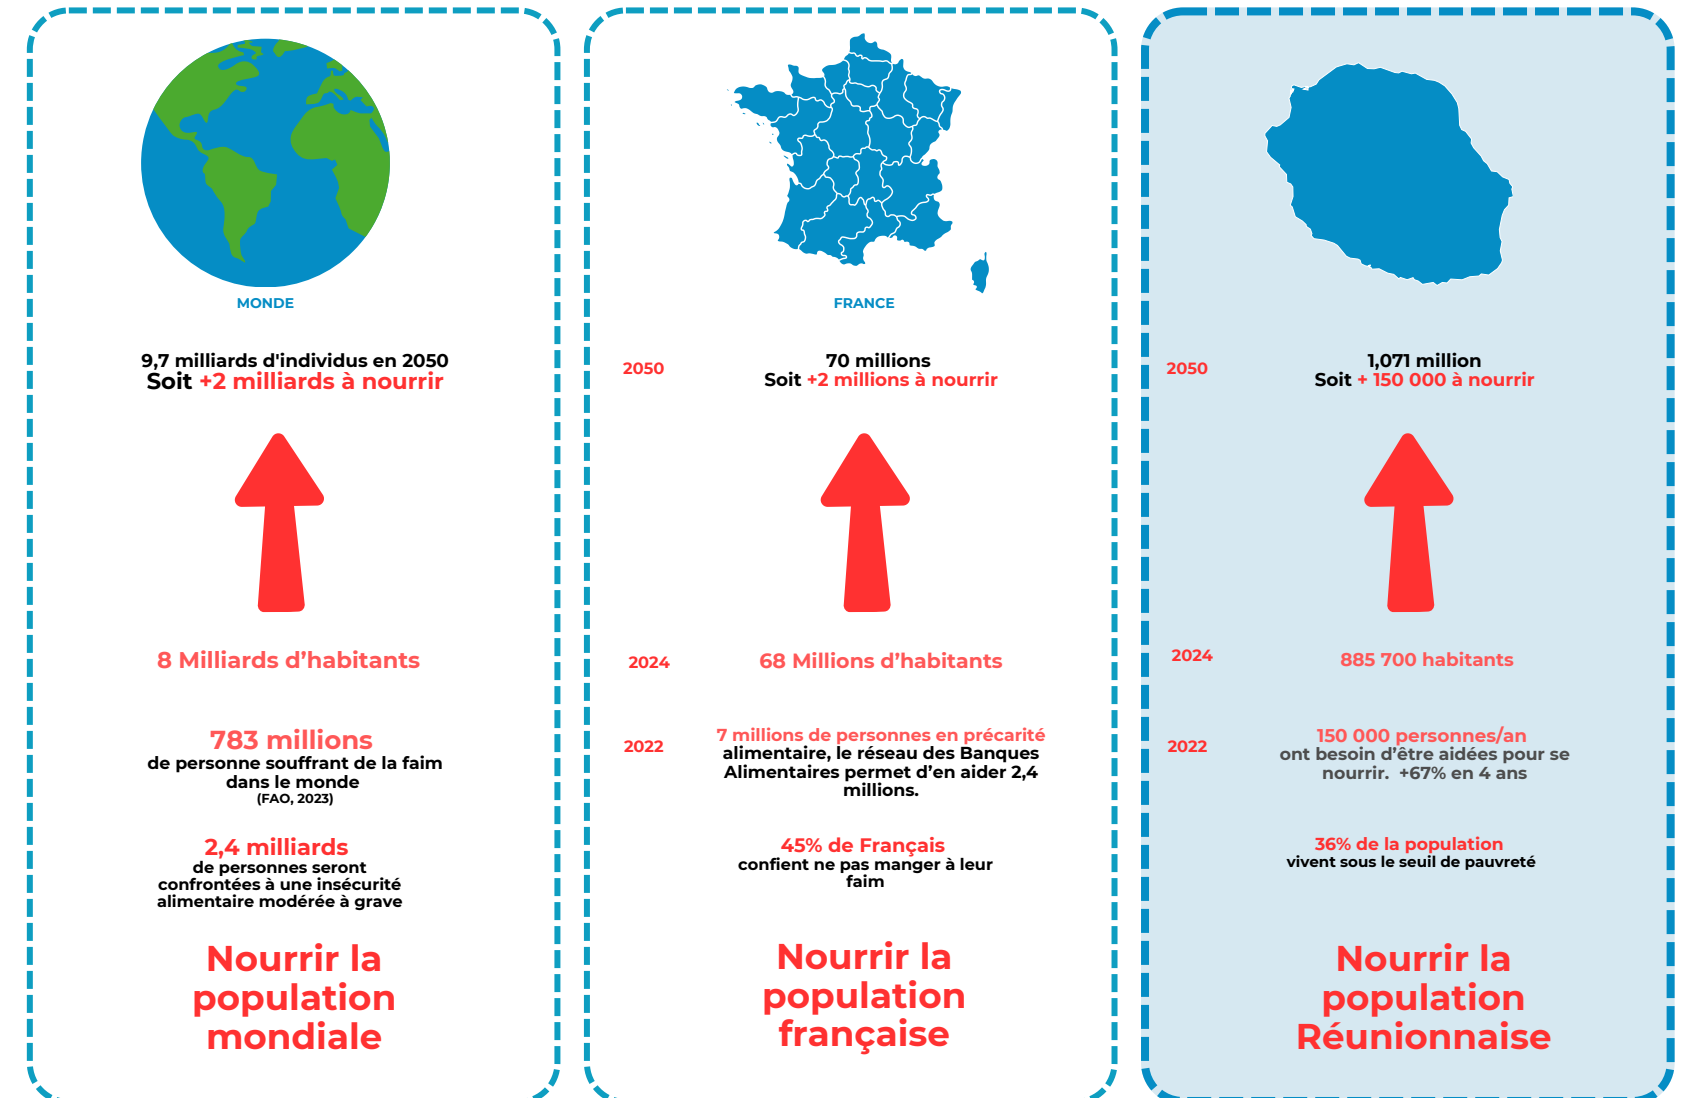 MONDE
9,7 milliards d'individus en 2050
Soit +2 milliards à nourrir
8 Milliards d’habitants
783 millions
de personne souffrant de la faim
dans le monde
(FAO, 2023)
2,4 milliards
de personnes seront
confrontées à une insécurité
alimentaire modérée à grave
Nourrir la
population
mondiale
FRANCE
2050
70 millions
Soit +2 millions à nourrir
2024
68 Millions d’habitants
2022
7 millions de personnes en précarité
alimentaire, le réseau des Banques
Alimentaires permet d’en aider 2,4
millions.
45% de Français
confient ne pas manger à leur
faim
Nourrir la
population
française
2050
1,071 million
Soit + 150 000 à nourrir
2024
885 700 habitants
2022
150 000 personnes/an
ont besoin d’être aidées pour se
nourrir.  +67% en 4 ans
36% de la population
vivent sous le seuil de pauvreté
Nourrir la
population
Réunionnaise